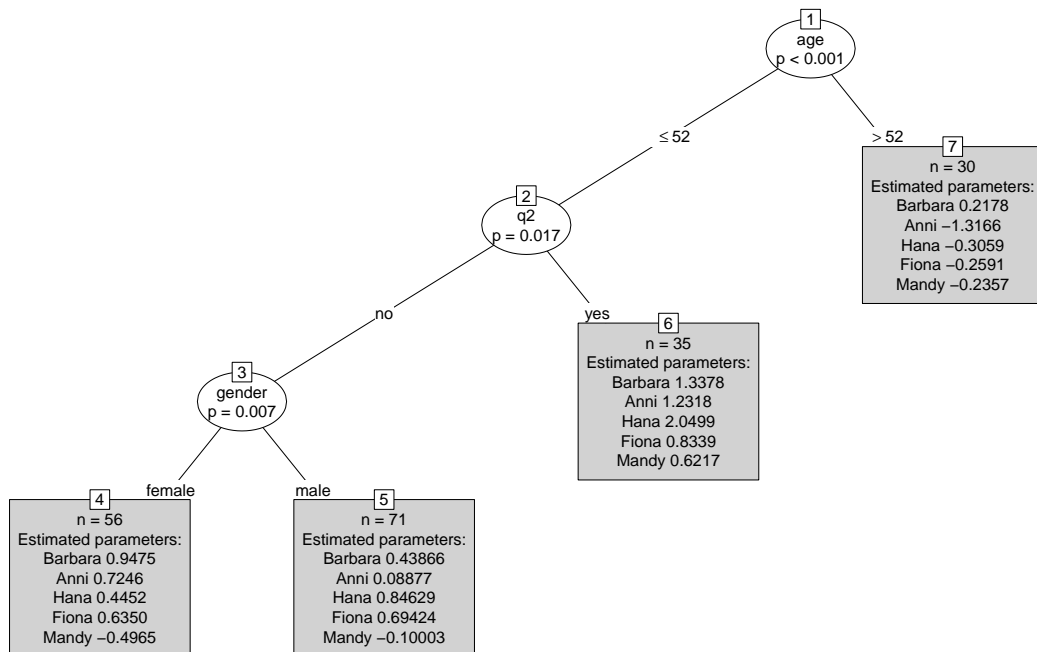 1
age
p < 0.001
≤ 52
> 52
2
q2
p = 0.017
no
yes
3
gender
p = 0.007
female
male
4
n = 56
Estimated parameters:
Barbara 0.9475
Anni 0.7246
Hana 0.4452
Fiona 0.6350
Mandy −0.4965
5
n = 71
Estimated parameters:
Barbara 0.43866
Anni 0.08877
Hana 0.84629
Fiona 0.69424
Mandy −0.10003
6
n = 35
Estimated parameters:
Barbara 1.3378
Anni 1.2318
Hana 2.0499
Fiona 0.8339
Mandy 0.6217
7
n = 30
Estimated parameters:
Barbara 0.2178
Anni −1.3166
Hana −0.3059
Fiona −0.2591
Mandy −0.2357